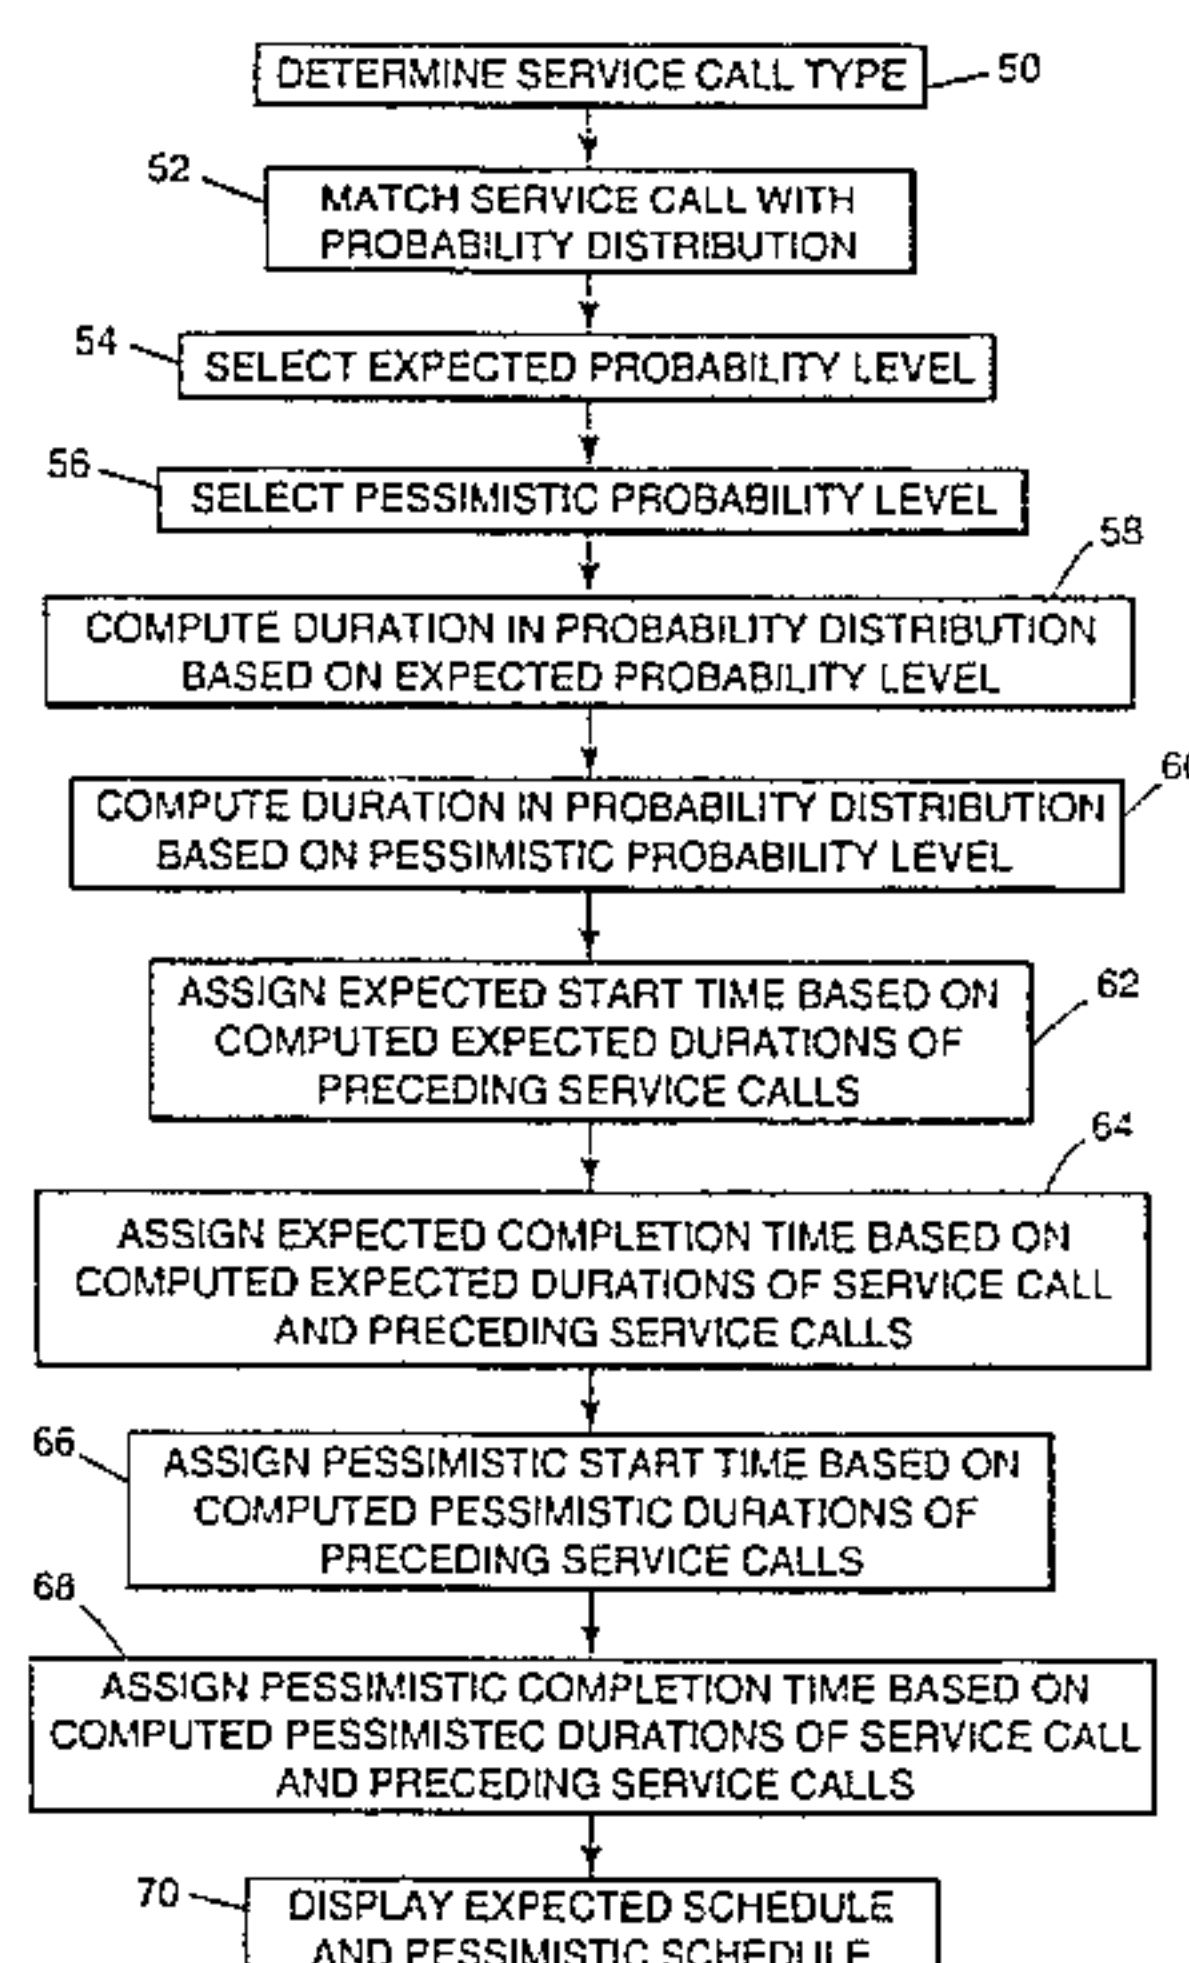 DETERMINE SERVICE CALL TYPE
50
52
MATCH SERVICE CALL WITH
PROBABILITY DISTRIBUTION
54
SELECT EXPECTED PROBABILITY LEVEL
56
SELECT PESSIMISTIC PROBABILITY LEVEL
58
COMPUTE DURATION IN PROBABILITY DISTRIBUTION
BASED ON EXPECTED PROBABILITY LEVEL
60
COMPUTE DURATION IN PROBABILITY DISTRIBUTION
BASED ON PESSIMISTIC PROBABILITY LEVEL
62
ASSIGN EXPECTED START TIME BASED ON
COMPUTED EXPECTED DURATIONS OF
PRECEDING SERVICE CALLS
64
ASSIGN EXPECTED COMPLETION TIME BASED ON
COMPUTED EXPECTED DURATIONS OF SERVICE CALL
AND PRECEDING SERVICE CALLS
66
ASSIGN PESSIMISTIC START TIME BASED ON
COMPUTED PESSIMISTIC DURATIONS OF
PRECEDING SERVICE CALLS
68
ASSIGN PESSIMISTIC COMPLETION TIME BASED ON
COMPUTED PESSIMISTEC DURATIONS OF SERVICE CALL
AND PRECEDING SERVICE CALLS
70
DISPLAY EXPECTED SCHEDULE
AND PESSIMISTIC SCHEDULE